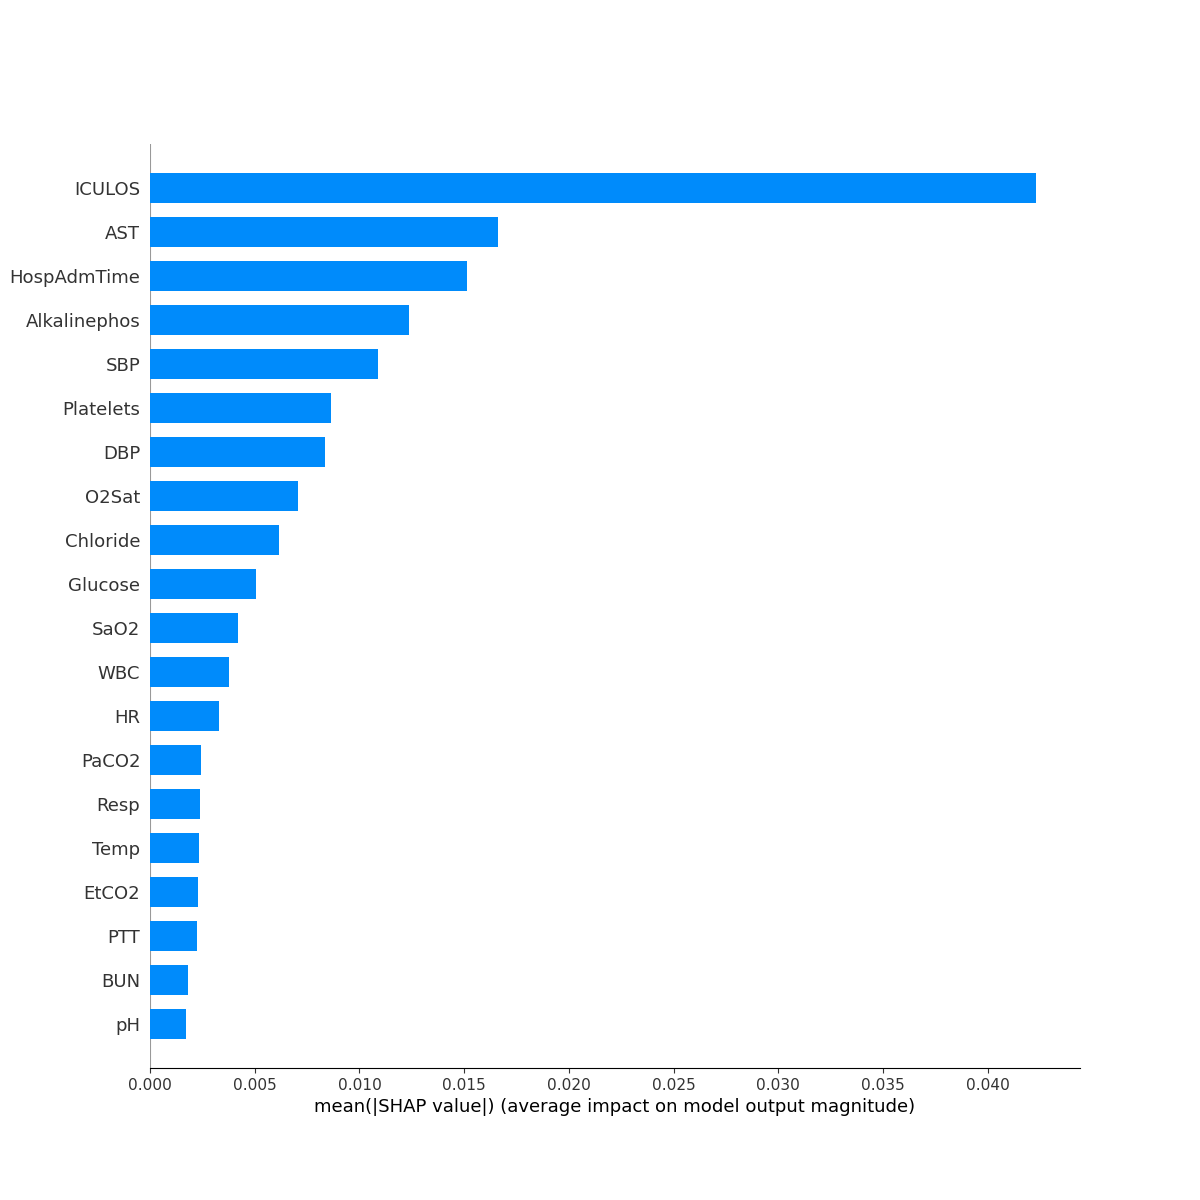 ICULOS
AST
HospAdmTime
Alkalinephos
SBP
Platelets
DBP
O2Sat
Chloride
Glucose
SaO2
WBC
HR
PaCO2
Resp
Temp
EtCO2
PTT
BUN
pH
0.000 0.005 0.010 0.015 0.020 0.025 0.030 0.035 0.040
mean(|SHAP value|) (average impact on model output magnitude)